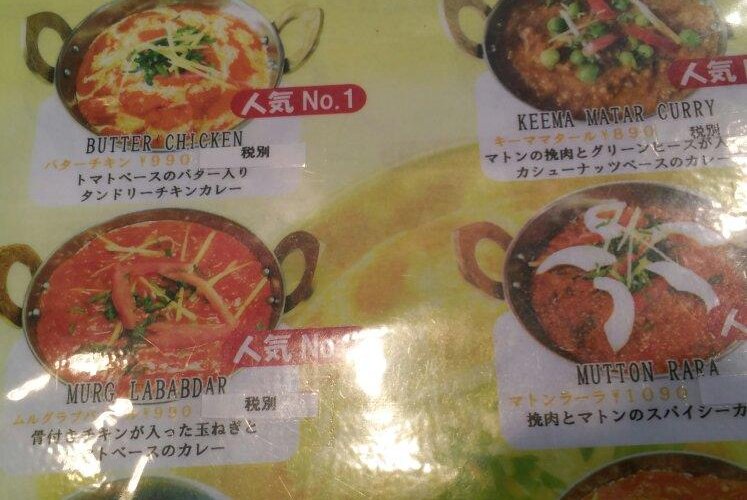 人気 No.1
BUTTER CHICKEN
バターチキン ¥990 税別
トマトベースのバター入り
タンドリーチキンカレー
人気
KEEMA MATAR CURRY
キーママタール ¥890 税別
マトンの挽肉とグリーンピースが入
カシューナッツベースのカレー
人気 No
MURG LABABDAR
¥990 税別
骨付きチキンが入った玉ねぎと
トベースのカレー
MUTTON RARA
マトンラーラ ¥1090
挽肉とマトンのスパイシーカ